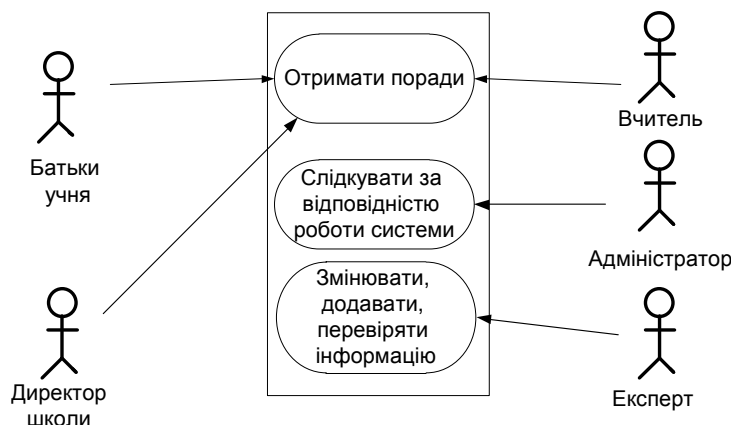 Отримати поради
Вчитель
Батьки
учня
Слідкувати за
відповідністю
роботи системи
Адміністратор
Змінювати,
додавати,
перевіряти
інформацію
Директор
школи
Експерт